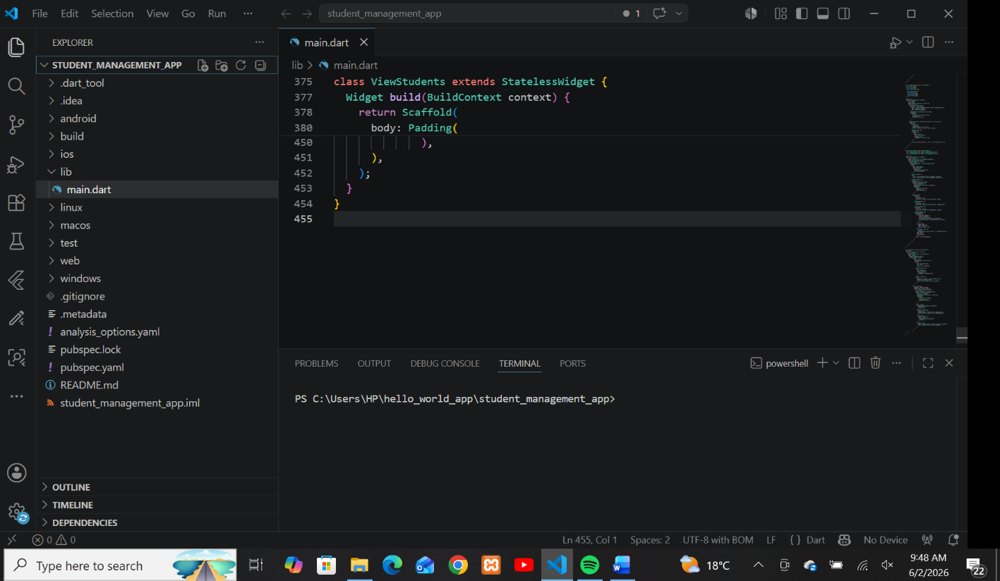 File Edit Selection View Go Run ···
student_management_app
1
EXPLORER
STUDENT_MANAGEMENT_APP
.dart_tool
.idea
android
build
ios
lib
main.dart
linux
macos
test
web
windows
.gitignore
.metadata
! analysis_options.yaml
pubspec.lock
! pubspec.yaml
README.md
student_management_app.iml
OUTLINE
TIMELINE
DEPENDENCIES
main.dart
lib > main.dart
375 class ViewStudents extends StatelessWidget {
377 Widget build(BuildContext context) {
378 return Scaffold(
380 body: Padding(
450 ),
451 ),
452 );
453 }
454 }
455
PROBLEMS OUTPUT DEBUG CONSOLE TERMINAL PORTS
powershell
PS C:\Users\HP\hello_world_app\student_management_app>
0 0
Ln 455, Col 1 Spaces: 2 UTF-8 with BOM LF { } Dart No Device
Type here to search
18°C
9:48 AM
6/2/2026
22